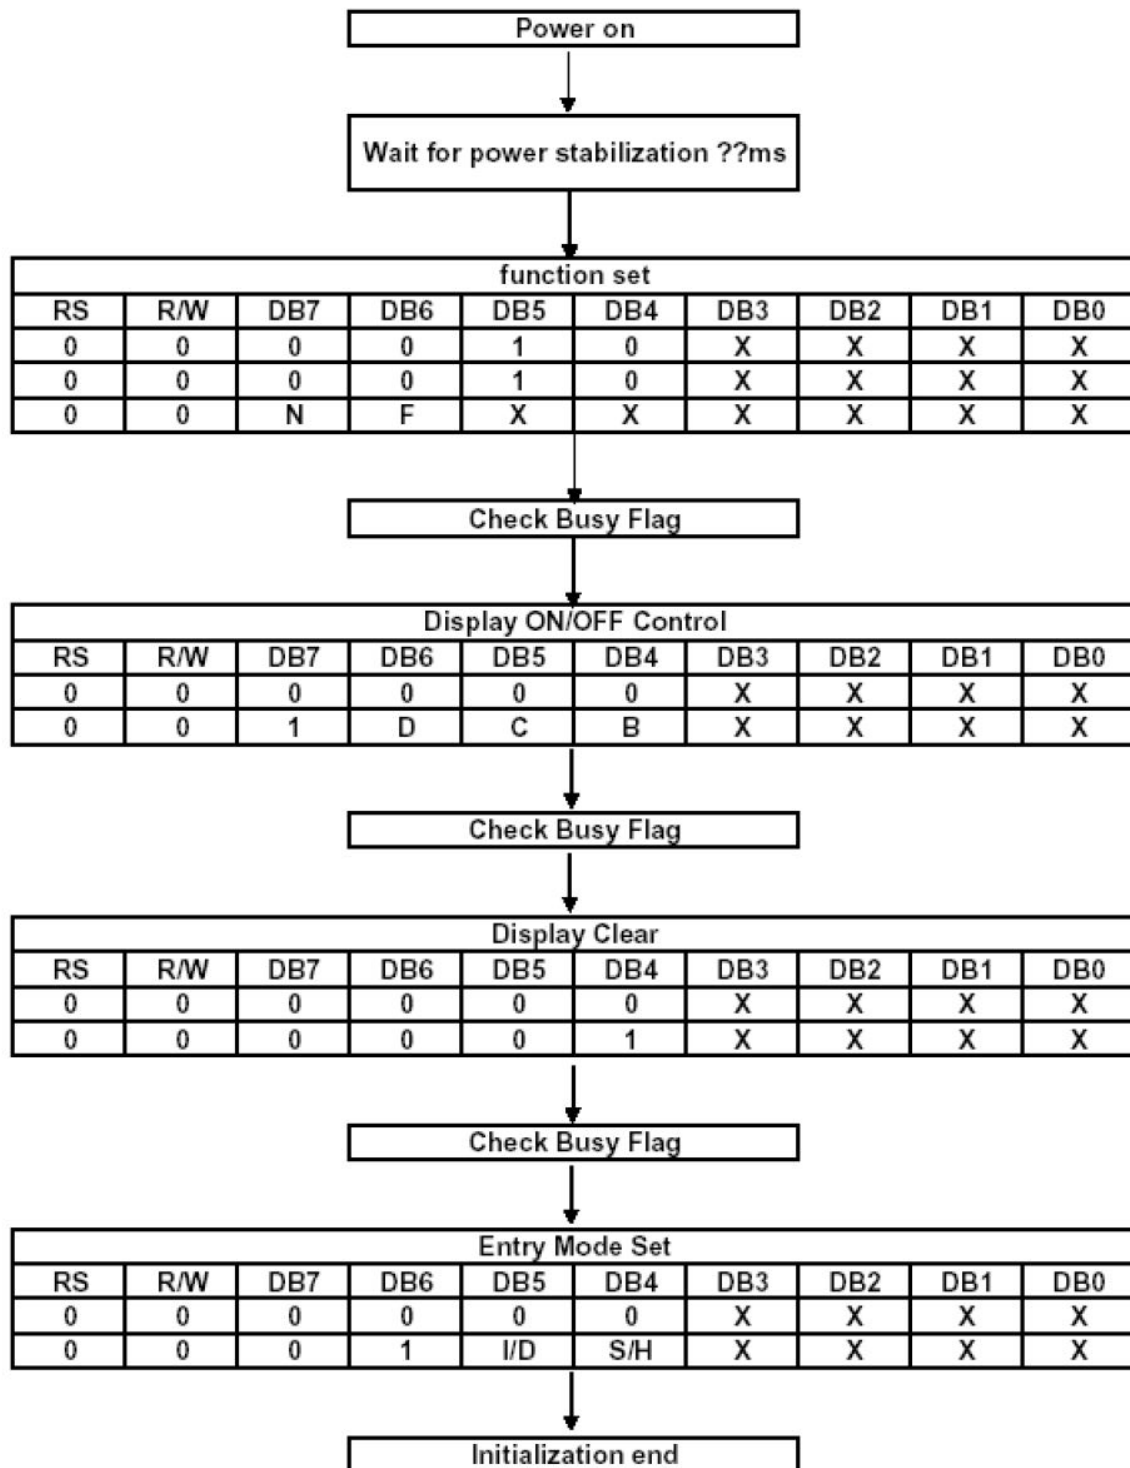 Power on
Wait for power stabilization ??ms
function set
RS R/W DB7 DB6 DB5 DB4 DB3 DB2 DB1 DB0
0 0 0 0 1 0 X X X X
0 0 0 0 1 0 X X X X
0 0 N F X X X X X X
Check Busy Flag
Display ON/OFF Control
RS R/W DB7 DB6 DB5 DB4 DB3 DB2 DB1 DB0
0 0 0 0 0 0 X X X X
0 0 1 D C B X X X X
Check Busy Flag
Display Clear
RS R/W DB7 DB6 DB5 DB4 DB3 DB2 DB1 DB0
0 0 0 0 0 0 X X X X
0 0 0 0 0 1 X X X X
Check Busy Flag
Entry Mode Set
RS R/W DB7 DB6 DB5 DB4 DB3 DB2 DB1 DB0
0 0 0 0 0 0 X X X X
0 0 0 1 I/D S/H X X X X
Initialization end